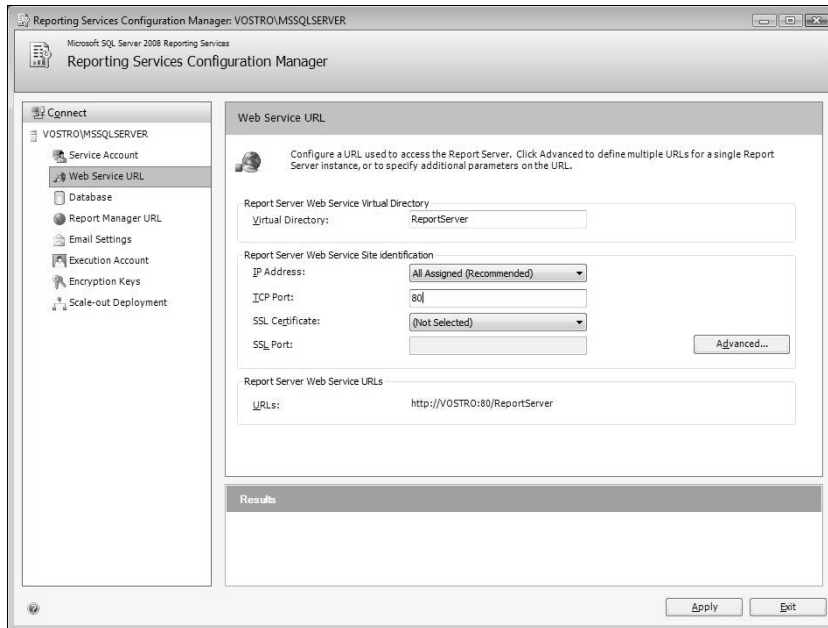 Reporting Services Configuration Manager: VOSTRO\MSSQLSERVER
Microsoft SQL Server 2008 Reporting Services
Reporting Services Configuration Manager
Connect
VOSTRO\MSSQLSERVER
Service Account
Web Service URL
Database
Report Manager URL
Email Settings
Execution Account
Encryption Keys
Scale-out Deployment
Web Service URL
Configure a URL used to access the Report Server. Click Advanced to define multiple URLs for a single Report
Server instance, or to specify additional parameters on the URL.
Report Server Web Service Virtual Directory
Virtual Directory: ReportServer
Report Server Web Service Site identification
IP Address: All Assigned (Recommended)
TCP Port: 80
SSL Certificate: (Not Selected)
SSL Port:
Advanced...
Report Server Web Service URLs
URLs: http://VOSTRO:80/ReportServer
Results
Apply Exit